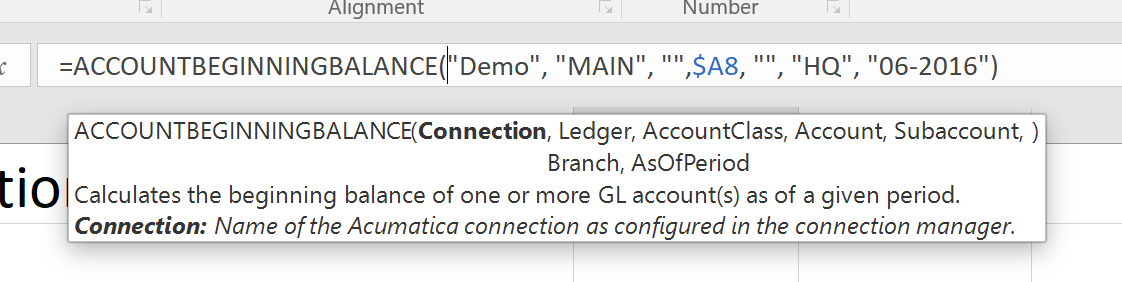 Alignment
Number
=ACCOUNTBEGINNINGBALANCE("Demo", "MAIN", "",$A8, "", "HQ", "06-2016")
ACCOUNTBEGINNINGBALANCE(Connection, Ledger, AccountClass, Account, Subaccount, )
Branch, AsOfPeriod
Calculates the beginning balance of one or more GL account(s) as of a given period.
Connection: Name of the Acumatica connection as configured in the connection manager.